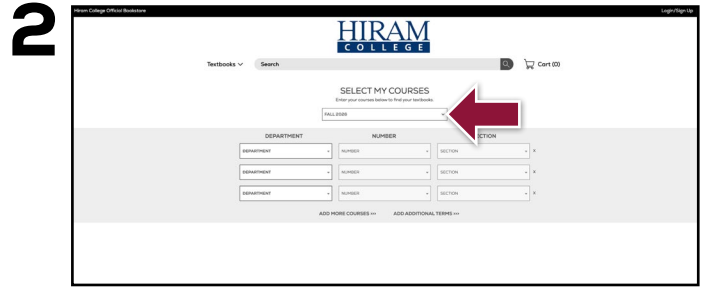 2
Hiram College Official Bookstore
Login/Sign Up
HIRAM
COLLEGE
Textbooks
Search
Cart (0)
SELECT MY COURSES
Enter your courses below to find your textbooks.
FALL 2026
DEPARTMENT NUMBER ECTION
DEPARTMENT NUMBER SECTION x
DEPARTMENT NUMBER SECTION x
DEPARTMENT NUMBER SECTION x
ADD MORE COURSES >>> ADD ADDITIONAL TERMS >>>